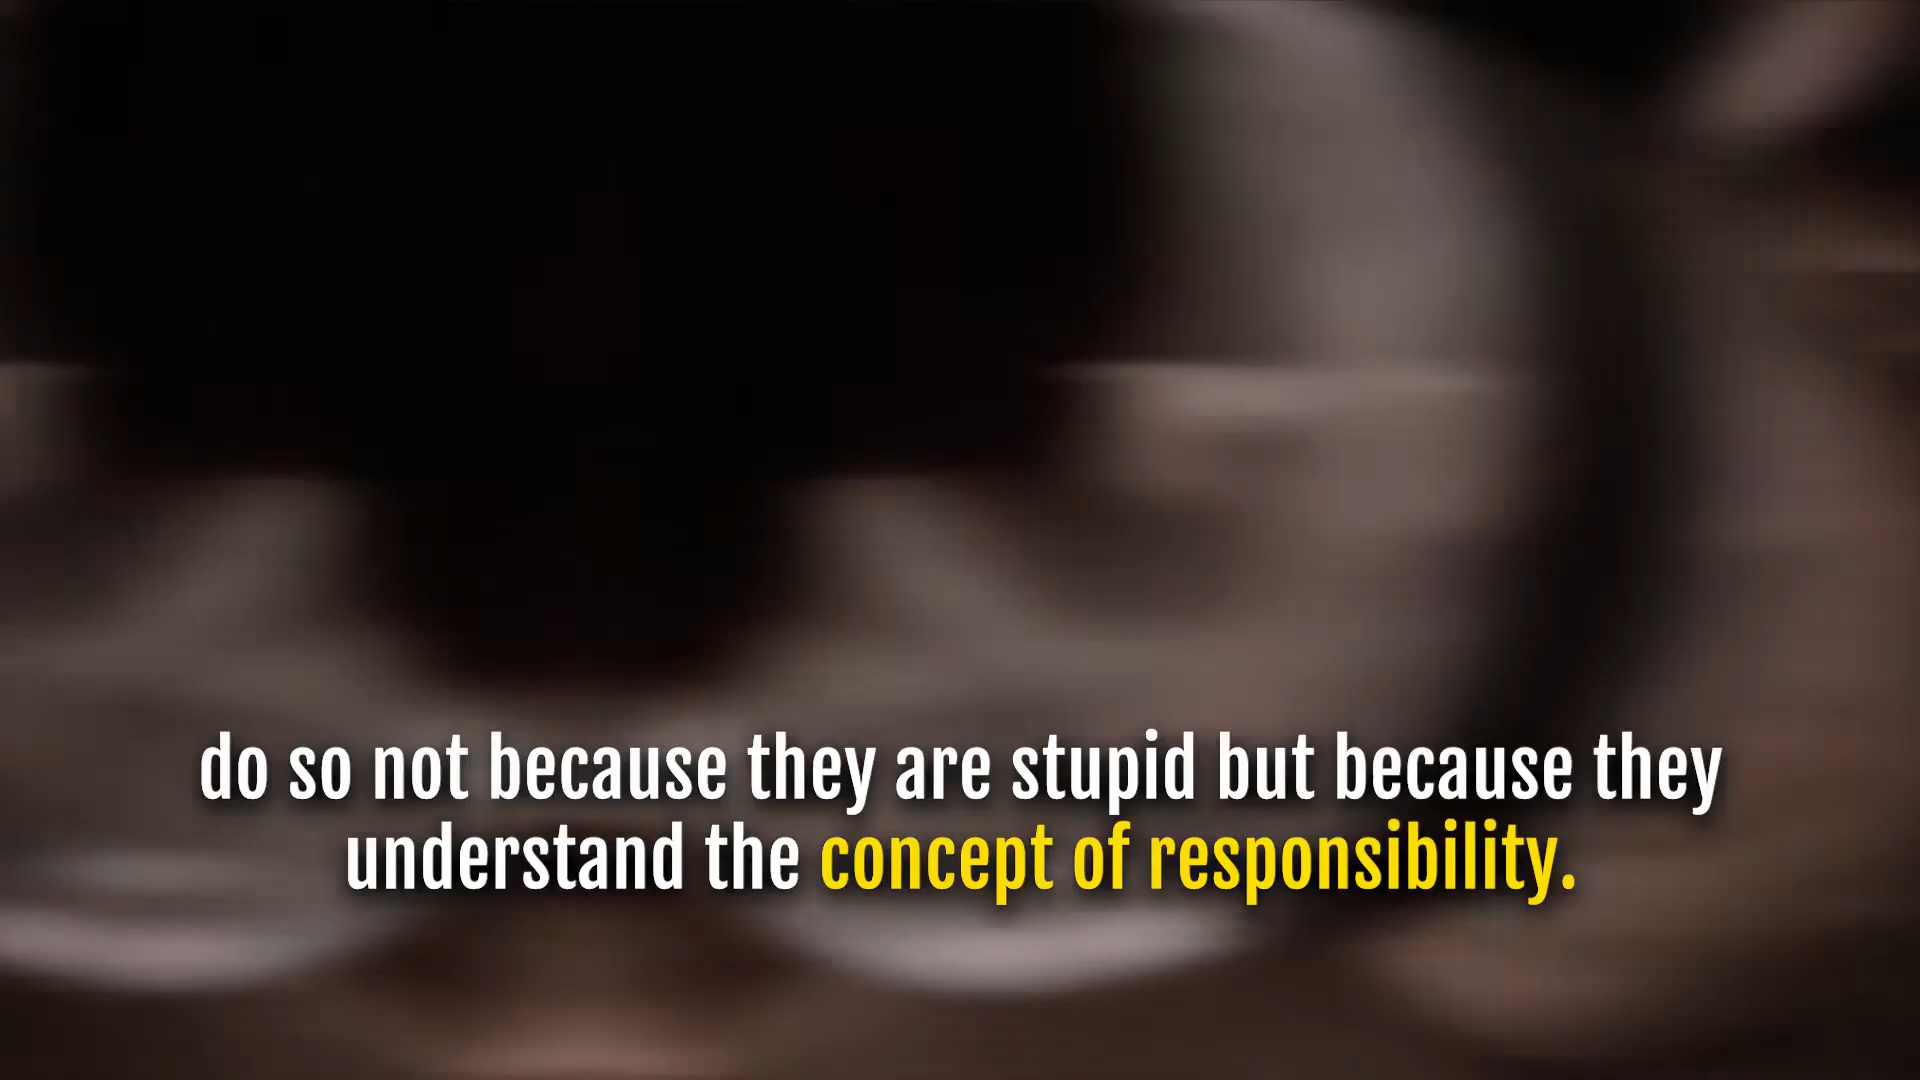 do so not because they are stupid but because they
understand the concept of responsibility.